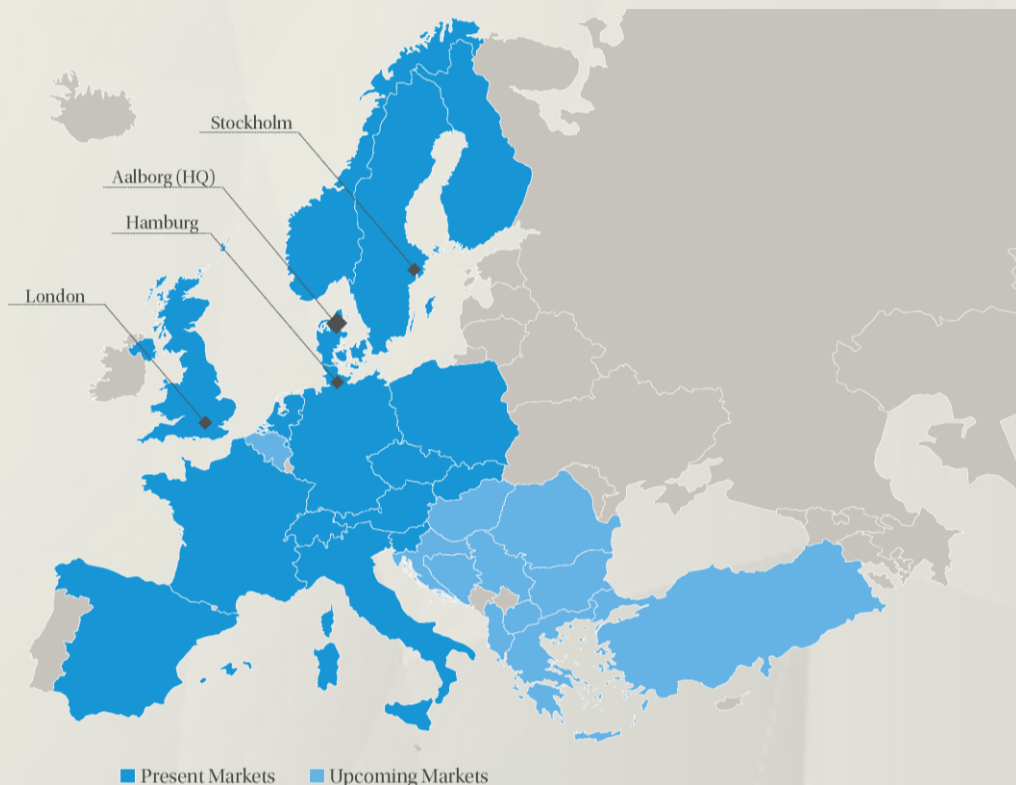 Stockholm
Aalborg (HQ)
Hamburg
London
Present Markets
Upcoming Markets